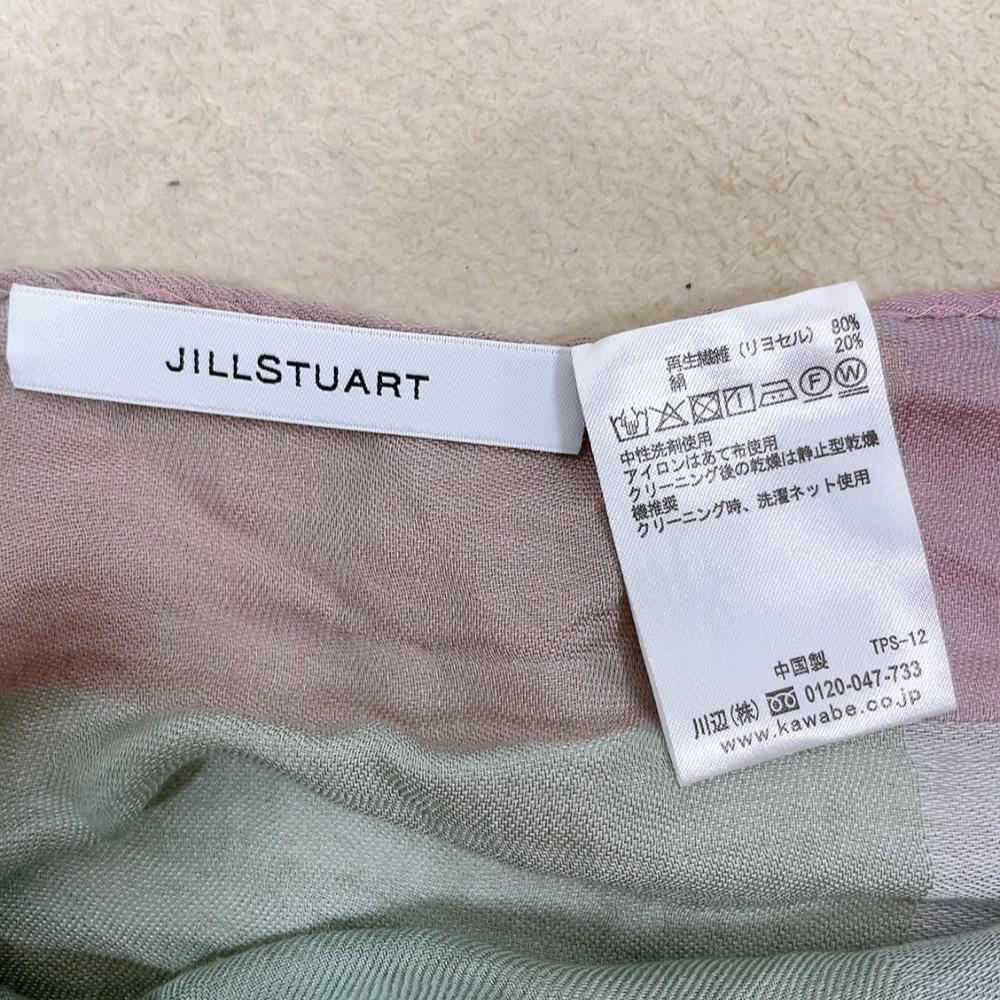 JILLSTUART
再生繊維（リヨセル） 80%
絹 20%
中性洗剤使用
アイロンはあて布使用
クリーニング後の乾燥は静止型乾燥
機推奨
クリーニング時、洗濯ネット使用
中国製 TPS-12
川辺(株) 0120-047-733
www.kawabe.co.jp